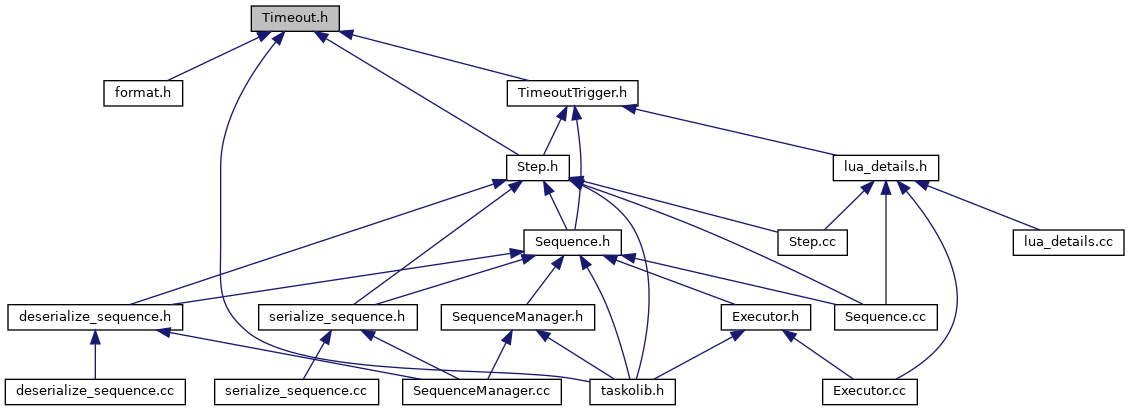 Timeout.h
format.h
TimeoutTrigger.h
Step.h
lua_details.h
Sequence.h
Step.cc
lua_details.cc
deserialize_sequence.h
serialize_sequence.h
SequenceManager.h
Executor.h
Sequence.cc
deserialize_sequence.cc
serialize_sequence.cc
SequenceManager.cc
taskolib.h
Executor.cc